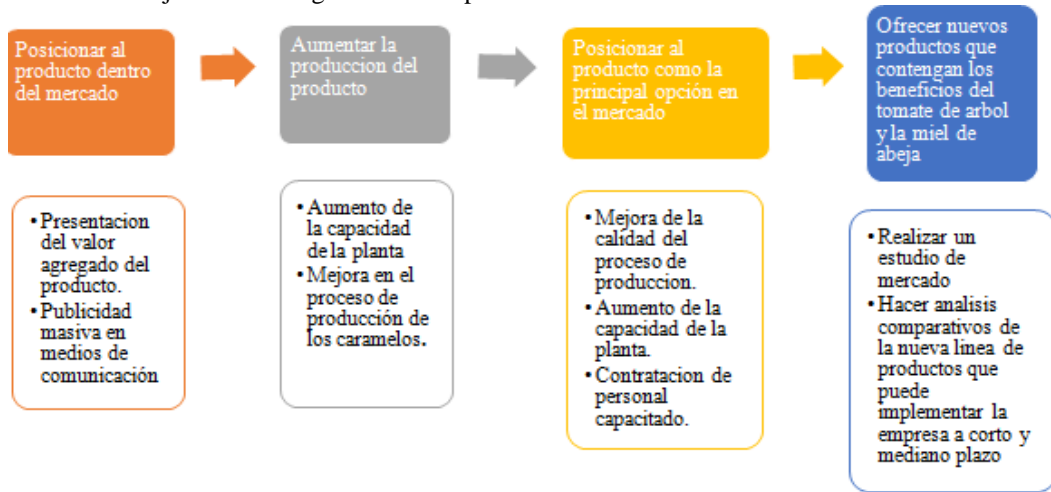 Posicionar al
producto dentro
del mercado
Aumentar la
produccion del
producto
Posicionar al
producto como la
principal opción en
el mercado
Ofrecer nuevos
productos que
contengan los
beneficios del
tomate de arbol
y la miel de
abeja
•Presentacion
del valor
agregado del
producto.
•Publicidad
masiva en
medios de
comunicación
•Aumento de
la capacidad
de la planta
•Mejora en el
proceso de
producción de
los caramelos.
•Mejora de la
calidad del
proceso de
produccion.
•Aumento de la
capacidad de la
planta.
•Contratacion de
personal
capacitado.
•Realizar un
estudio de
mercado
•Hacer analisis
comparativos de
la nueva linea de
productos que
puede
implementar la
empresa a corto y
mediano plazo